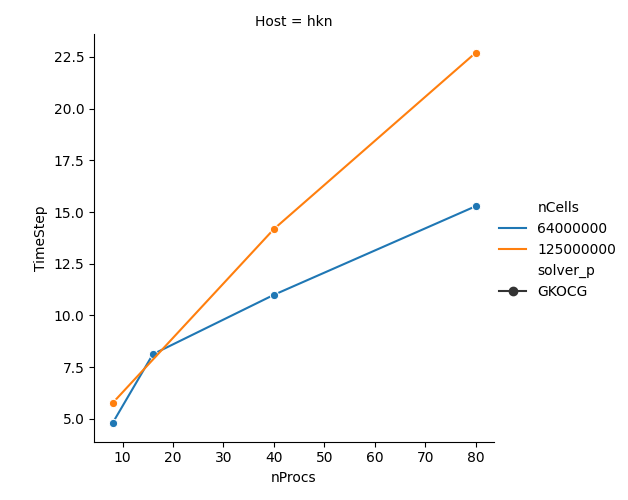 Host = hkn
22.5
20.0
17.5
15.0
12.5
10.0
7.5
5.0
TimeStep
10 20 30 40 50 60 70 80
nProcs
nCells
64000000
125000000
solver_p
GKOCG